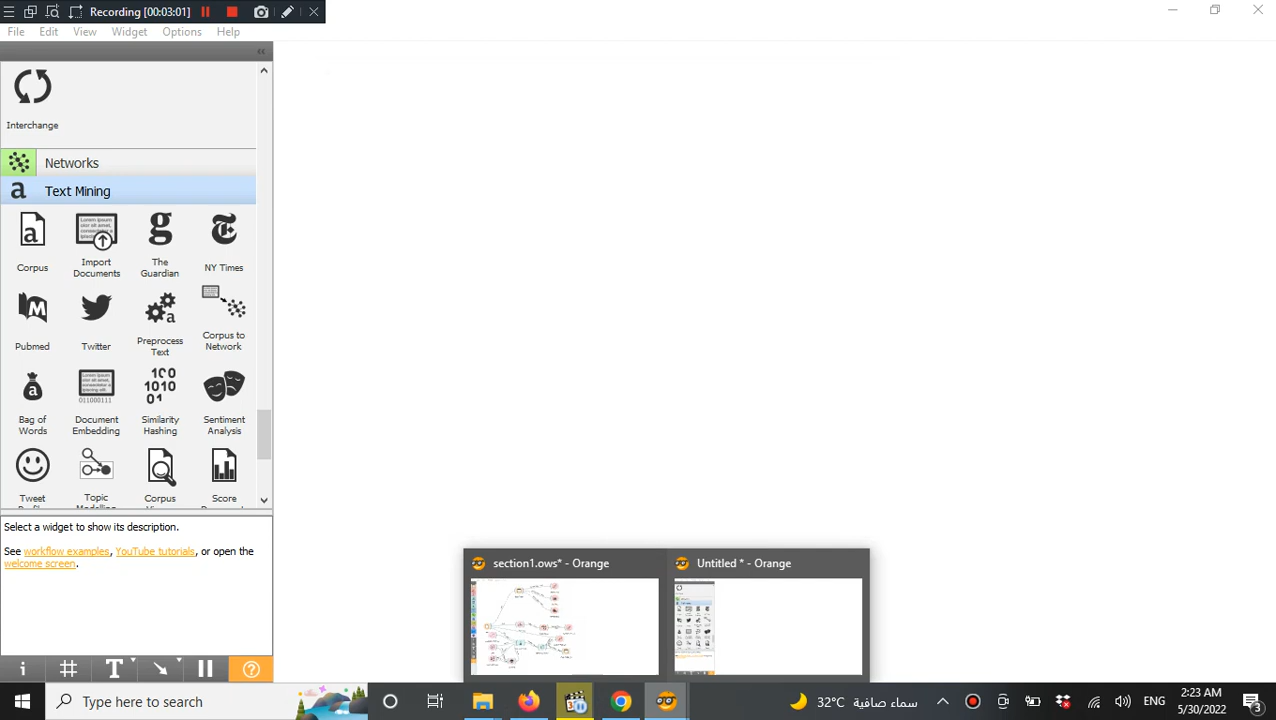 Recording [00:03:01]
File Edit View Widget Options Help
Interchange
Networks
a Text Mining
Corpus
Import
Documents
The
Guardian
NY Times
Pubmed
Twitter
Preprocess
Text
Corpus to
Network
Bag of
Words
Document
Embedding
Similarity
Hashing
Sentiment
Analysis
Tweet
Topic
Corpus
Score
Select a widget to show its description.
See workflow examples, YouTube tutorials, or open the
welcome screen.
section1.ows* - Orange
Untitled * - Orange
Type here to search
32°C سماء صافية
ENG
2:23 AM
5/30/2022
3